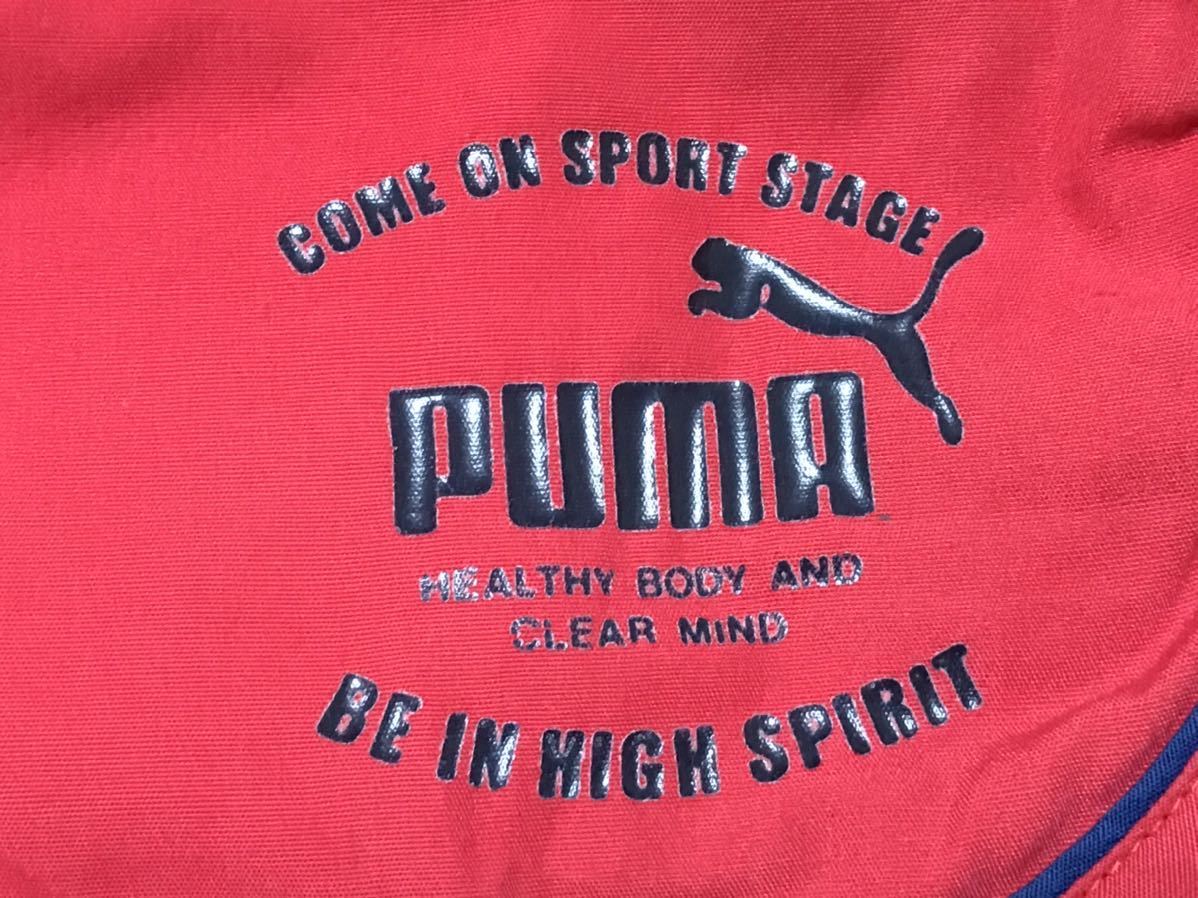 COME ON SPORT STAGE
PUMA
HEALTHY BODY AND
CLEAR MIND
BE IN HIGH SPIRIT